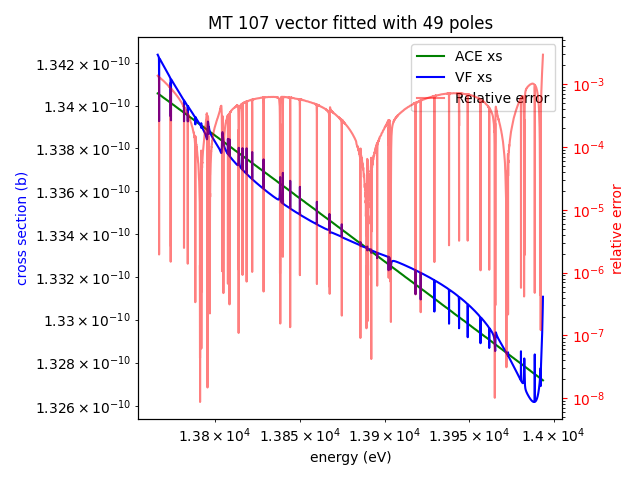 MT 107 vector fitted with 49 poles
ACE xs
VF xs
Relative error
1.342 × 10⁻¹⁰
1.34 × 10⁻¹⁰
1.338 × 10⁻¹⁰
1.336 × 10⁻¹⁰
1.334 × 10⁻¹⁰
1.332 × 10⁻¹⁰
1.33 × 10⁻¹⁰
1.328 × 10⁻¹⁰
1.326 × 10⁻¹⁰
cross section (b)
10⁻³
10⁻⁴
10⁻⁵
10⁻⁶
10⁻⁷
10⁻⁸
relative error
1.38×10⁴ 1.385×10⁴ 1.39×10⁴ 1.395×10⁴ 1.4×10⁴
energy (eV)